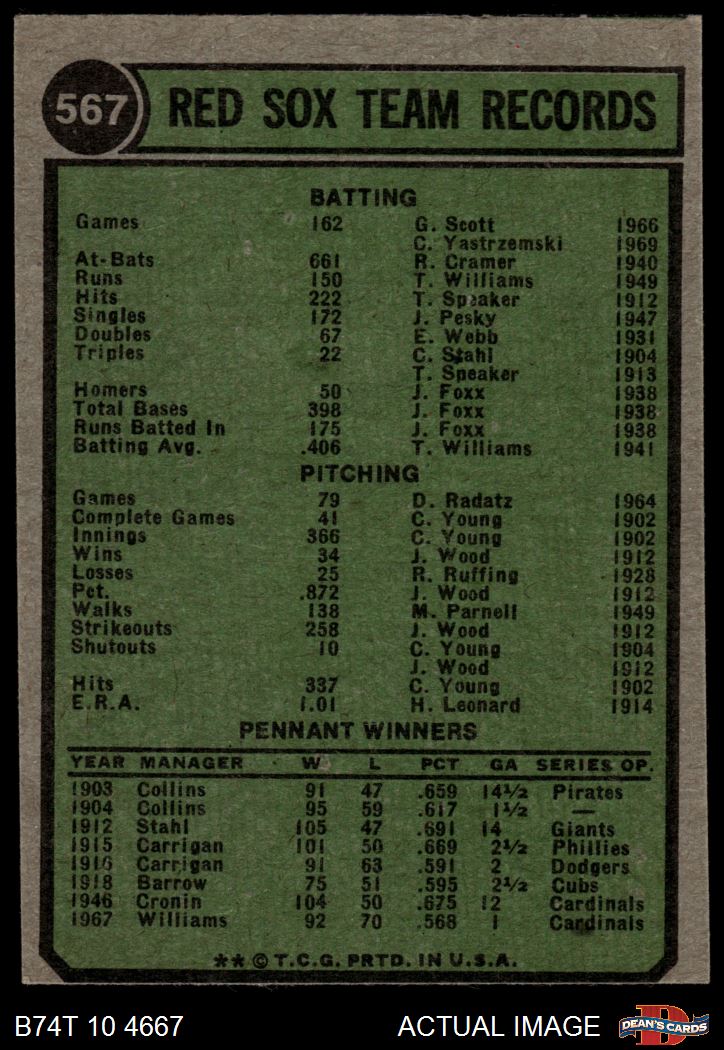 567 RED SOX TEAM RECORDS
BATTING
Games 162 G. Scott 1966
C. Yastrzemski 1969
At-Bats 661 R. Cramer 1940
Runs 150 T. Williams 1949
Hits 222 T. Speaker 1912
Singles 172 J. Pesky 1947
Doubles 67 E. Webb 1931
Triples 22 C. Stahl 1904
T. Speaker 1913
Homers 50 J. Foxx 1938
Total Bases 398 J. Foxx 1938
Runs Batted In 175 J. Foxx 1938
Batting Avg. .406 T. Williams 1941
PITCHING
Games 79 D. Radatz 1964
Complete Games 41 C. Young 1902
Innings 366 C. Young 1902
Wins 34 J. Wood 1912
Losses 25 R. Ruffing 1928
Pct. .872 J. Wood 1912
Walks 138 M. Parnell 1949
Strikeouts 258 J. Wood 1912
Shutouts 10 C. Young 1904
J. Wood 1912
Hits 337 C. Young 1902
E.R.A. 1.01 H. Leonard 1914
PENNANT WINNERS
YEAR MANAGER W L PCT GA SERIES OP.
1903 Collins 91 47 .659 14½ Pirates
1904 Collins 95 59 .617 1½ —
1912 Stahl 105 47 .691 14 Giants
1915 Carrigan 101 50 .669 2½ Phillies
1916 Carrigan 91 63 .591 2 Dodgers
1918 Barrow 75 51 .595 2½ Cubs
1946 Cronin 104 50 .675 12 Cardinals
1967 Williams 92 70 .568 1 Cardinals
** © T.C.G. PRTD. IN U.S.A.
B74T 10 4667 ACTUAL IMAGE D DEAN'S CARDS